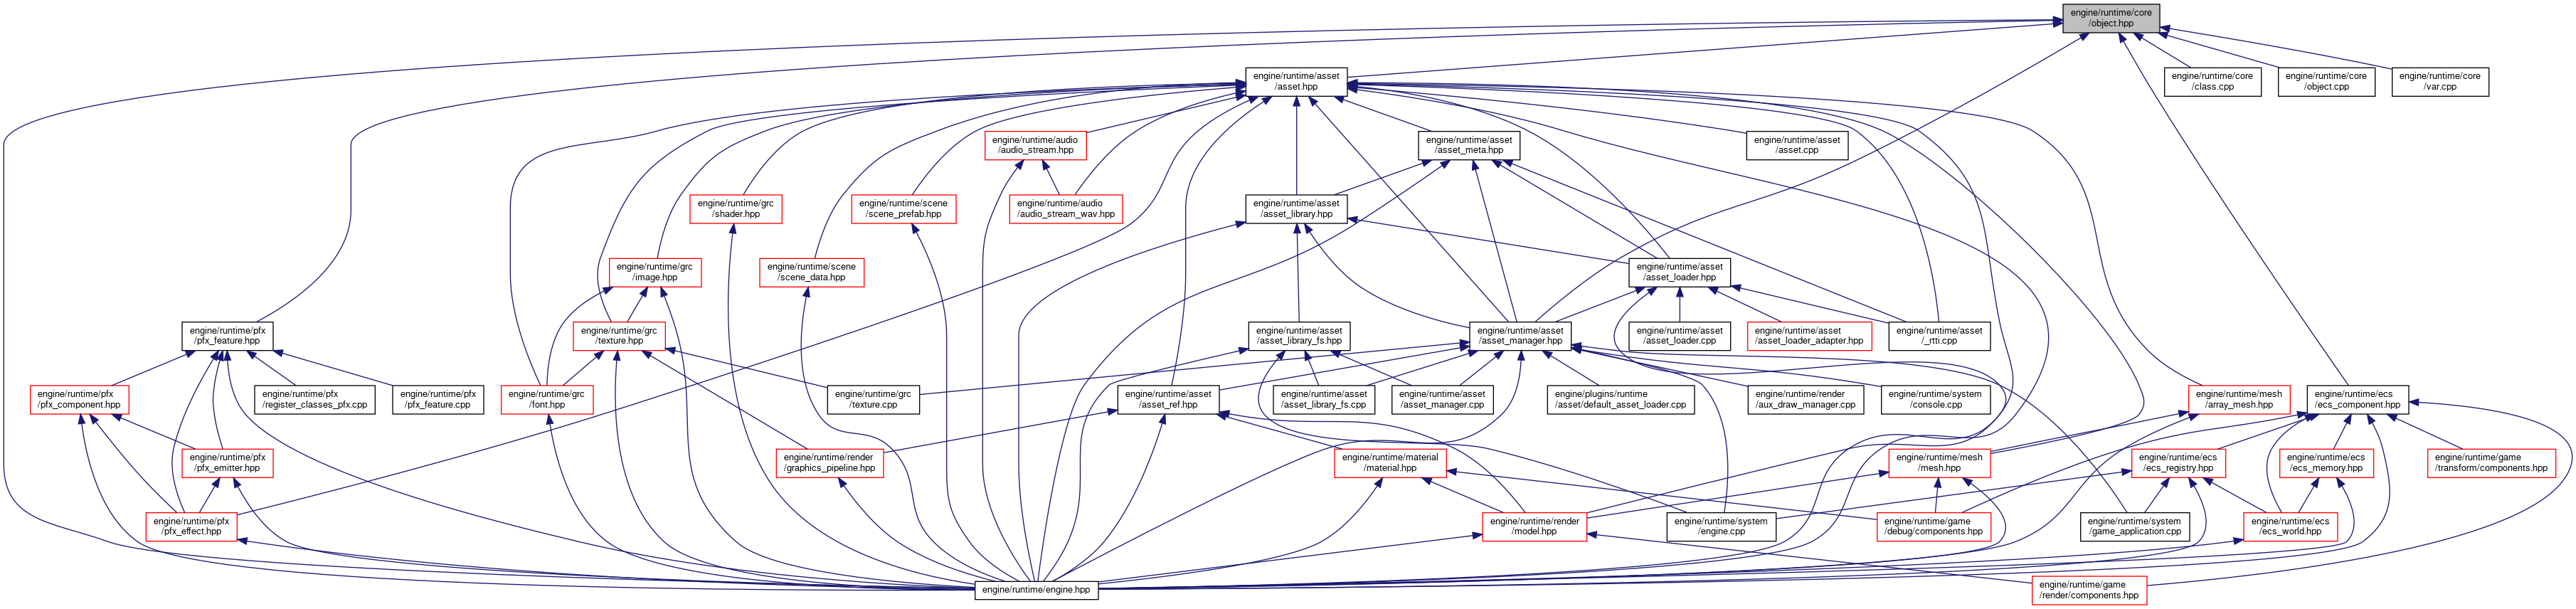 engine/runtime/core
/object.hpp
engine/runtime/asset
/asset.hpp
engine/runtime/core
/class.cpp
engine/runtime/core
/object.cpp
engine/runtime/core
/var.cpp
engine/runtime/audio
/audio_stream.hpp
engine/runtime/asset
/asset_meta.hpp
engine/runtime/asset
/asset.cpp
engine/runtime/grc
/shader.hpp
engine/runtime/scene
/scene_prefab.hpp
engine/runtime/audio
/audio_stream_wav.hpp
engine/runtime/asset
/asset_library.hpp
engine/runtime/grc
/image.hpp
engine/runtime/scene
/scene_data.hpp
engine/runtime/asset
/asset_loader.hpp
engine/runtime/pfx
/pfx_feature.hpp
engine/runtime/grc
/texture.hpp
engine/runtime/asset
/asset_library_fs.hpp
engine/runtime/asset
/asset_manager.hpp
engine/runtime/asset
/asset_loader.cpp
engine/runtime/asset
/asset_loader_adapter.hpp
engine/runtime/asset
/_rtti.cpp
engine/runtime/pfx
/pfx_component.hpp
engine/runtime/pfx
/register_classes_pfx.cpp
engine/runtime/pfx
/pfx_feature.cpp
engine/runtime/grc
/font.hpp
engine/runtime/grc
/texture.cpp
engine/runtime/asset
/asset_ref.hpp
engine/runtime/asset
/asset_library_fs.cpp
engine/runtime/asset
/asset_manager.cpp
engine/plugins/runtime
/asset/default_asset_loader.cpp
engine/runtime/render
/aux_draw_manager.cpp
engine/runtime/system
/console.cpp
engine/runtime/mesh
/array_mesh.hpp
engine/runtime/ecs
/ecs_component.hpp
engine/runtime/pfx
/pfx_emitter.hpp
engine/runtime/render
/graphics_pipeline.hpp
engine/runtime/material
/material.hpp
engine/runtime/mesh
/mesh.hpp
engine/runtime/ecs
/ecs_registry.hpp
engine/runtime/ecs
/ecs_memory.hpp
engine/runtime/game
/transform/components.hpp
engine/runtime/pfx
/pfx_effect.hpp
engine/runtime/system
/engine.cpp
engine/runtime/render
/model.hpp
engine/runtime/game
/debug/components.hpp
engine/runtime/system
/game_application.cpp
engine/runtime/ecs
/ecs_world.hpp
engine/runtime/engine.hpp
engine/runtime/game
/render/components.hpp